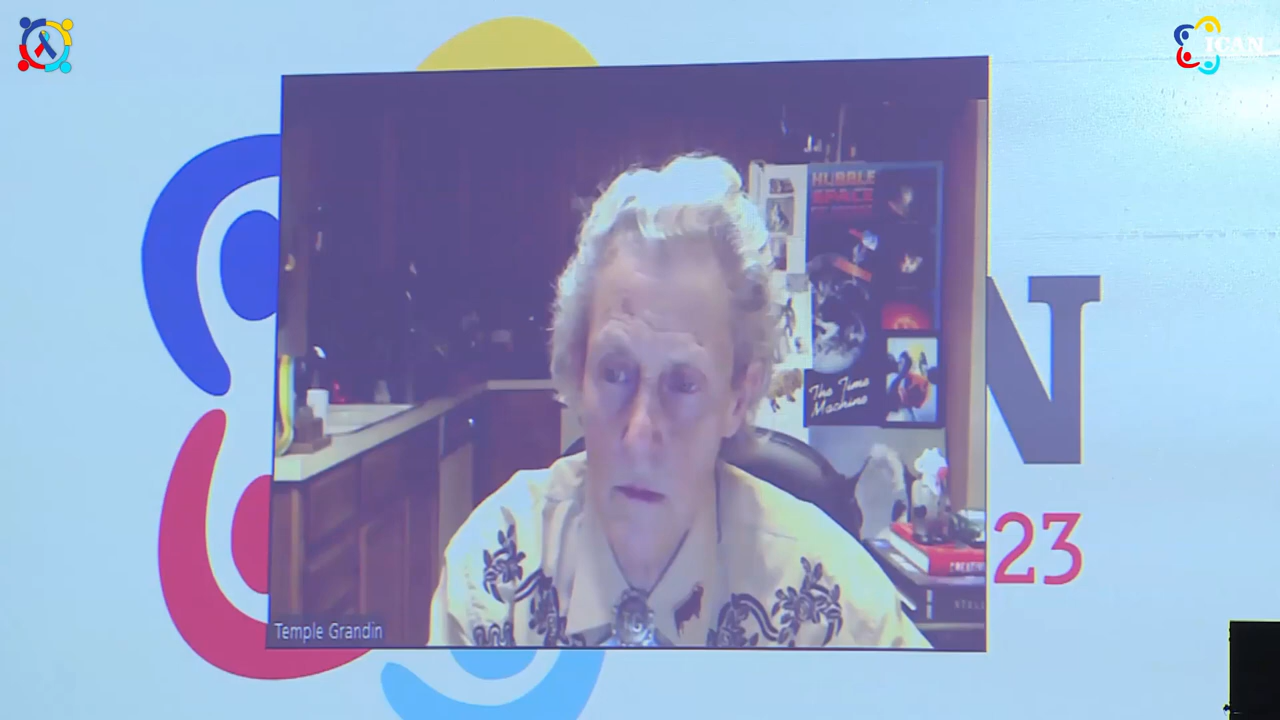 ICAN
HUBBLE
SPACE
The Time
Machine
N
23
Temple Grandin